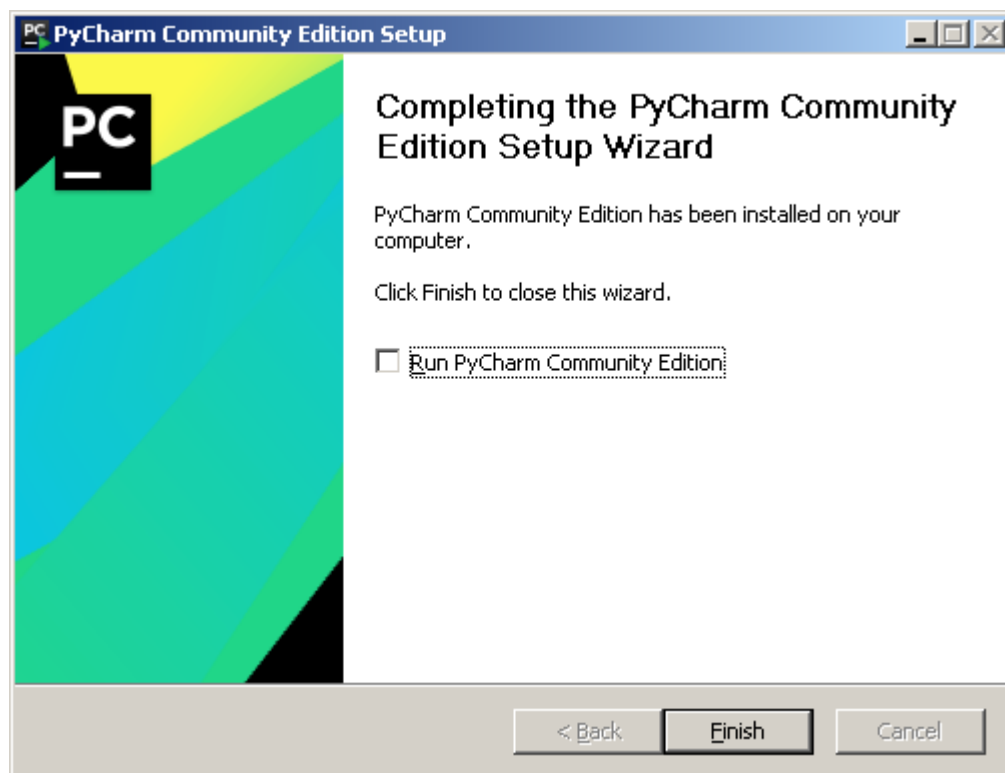 PyCharm Community Edition Setup
PC
Completing the PyCharm Community
Edition Setup Wizard
PyCharm Community Edition has been installed on your
computer.
Click Finish to close this wizard.
Run PyCharm Community Edition
< Back
Finish
Cancel